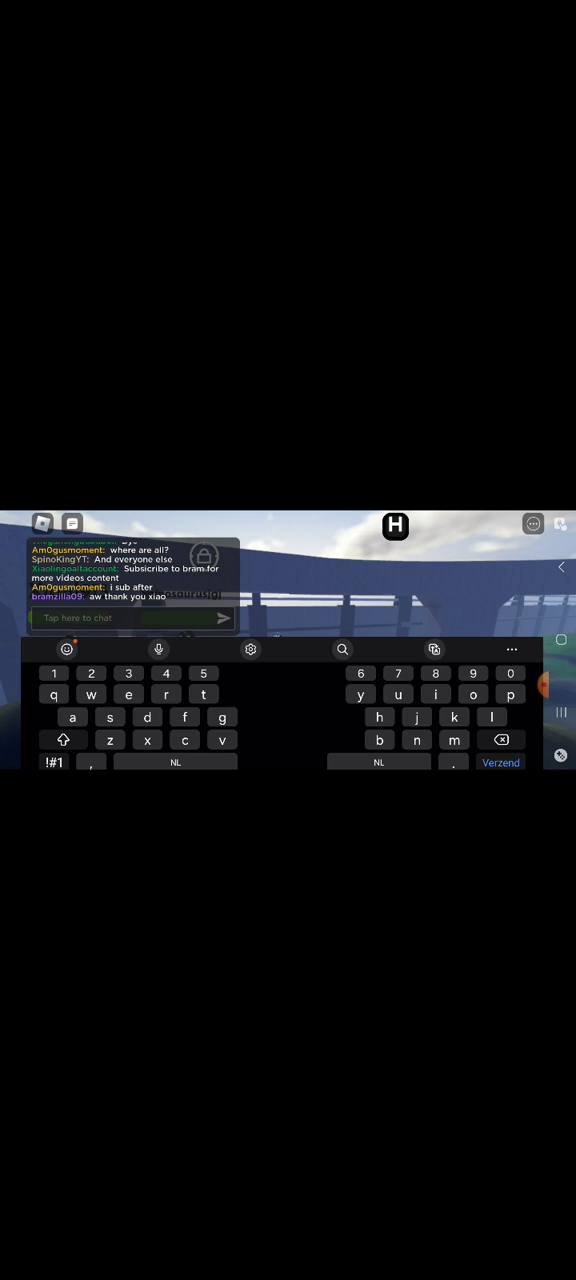 H
Am0gusmoment: where are all?
SpinoKingYT: And everyone else
Xiaolingoaltaccount: Subsicribe to bram for
more videos content
Am0gusmoment: i sub after
bramzilla09: aw thank you xiao
Tap here to chat
1 2 3 4 5 6 7 8 9 0
q w e r t y u i o p
a s d f g h j k l
z x c v b n m
!#1 , NL NL . Verzend